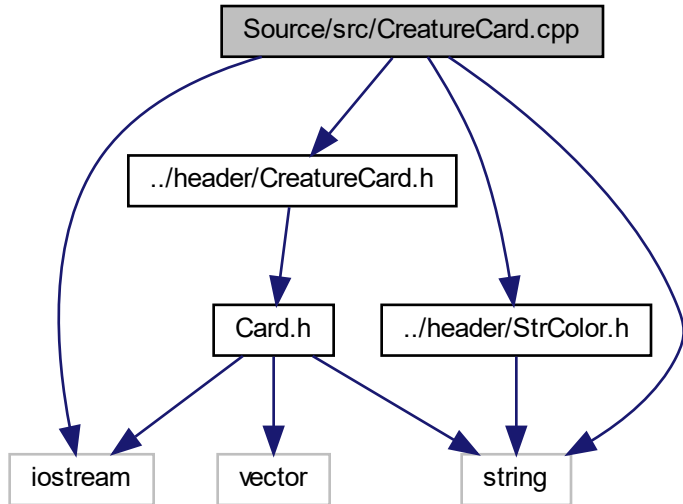 Source/src/CreatureCard.cpp
../header/CreatureCard.h
Card.h
../header/StrColor.h
iostream
vector
string